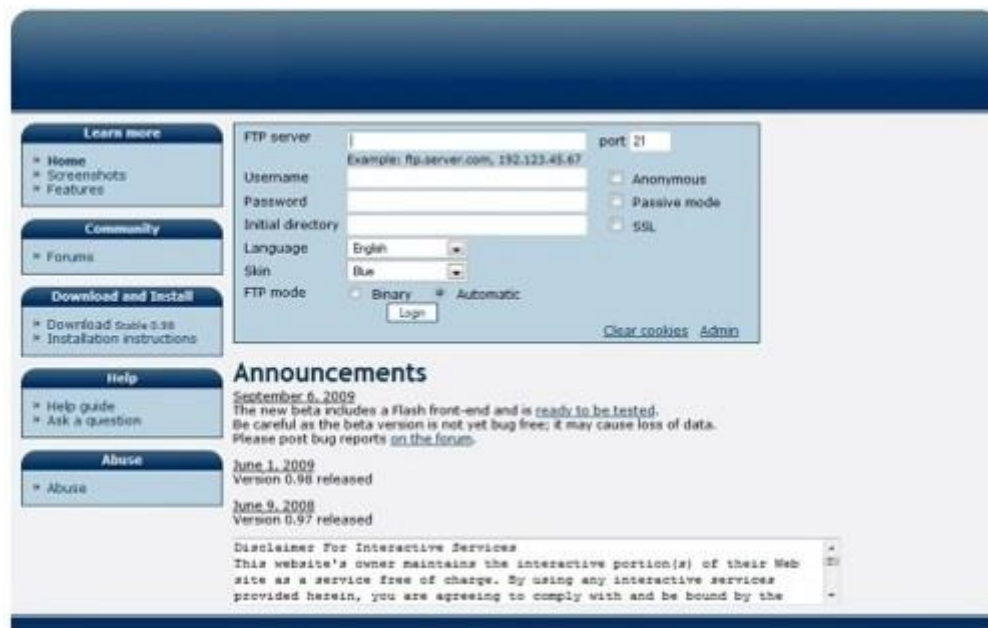 Learn more
» Home
» Screenshots
» Features
Community
» Forums
Download and Install
» Download Stable 0.98
» Installation instructions
Help
» Help guide
» Ask a question
Abuse
» Abuse
FTP server port 21
Example: ftp.server.com, 192.123.45.67
Username Anonymous
Password Passive mode
Initial directory SSL
Language English
Skin Blue
FTP mode Binary Automatic
Login
Clear cookies Admin
Announcements
September 6, 2009
The new beta includes a Flash front-end and is ready to be tested.
Be careful as the beta version is not yet bug free; it may cause loss of data.
Please post bug reports on the forum.
June 1, 2009
Version 0.98 released
June 9, 2008
Version 0.97 released
Disclaimer For Interactive Services
This website's owner maintains the interactive portion(s) of their Web
site as a service free of charge. By using any interactive services
provided herein, you are agreeing to comply with and be bound by the